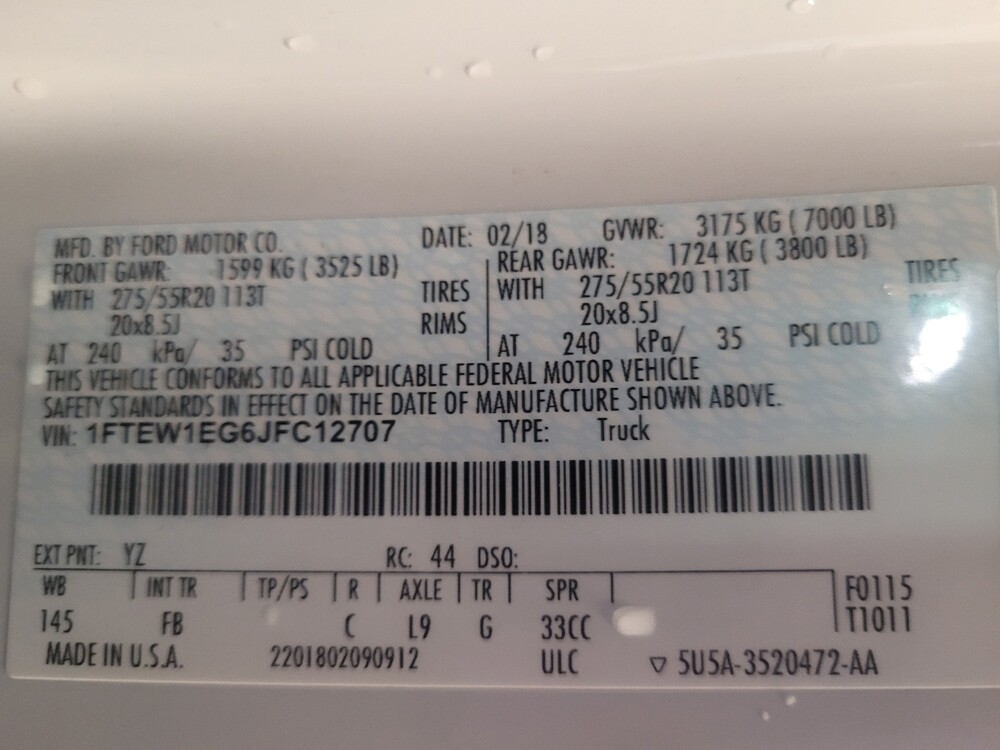 MFD. BY FORD MOTOR CO. DATE: 02/18 GVWR: 3175 KG ( 7000 LB)
FRONT GAWR: 1599 KG ( 3525 LB) REAR GAWR: 1724 KG ( 3800 LB)
WITH 275/55R20 113T TIRES WITH 275/55R20 113T TIRES
20x8.5J RIMS 20x8.5J RIMS
AT 240 kPa/ 35 PSI COLD AT 240 kPa/ 35 PSI COLD
THIS VEHICLE CONFORMS TO ALL APPLICABLE FEDERAL MOTOR VEHICLE
SAFETY STANDARDS IN EFFECT ON THE DATE OF MANUFACTURE SHOWN ABOVE.
VIN: 1FTEW1EG6JFC12707 TYPE: Truck
EXT PNT: YZ RC: 44 DSO:
WB INT TR TP/PS R AXLE TR SPR F0115
145 FB C L9 G 33CC T1011
MADE IN U.S.A. 2201802090912 ULC ▽ 5U5A-3520472-AA